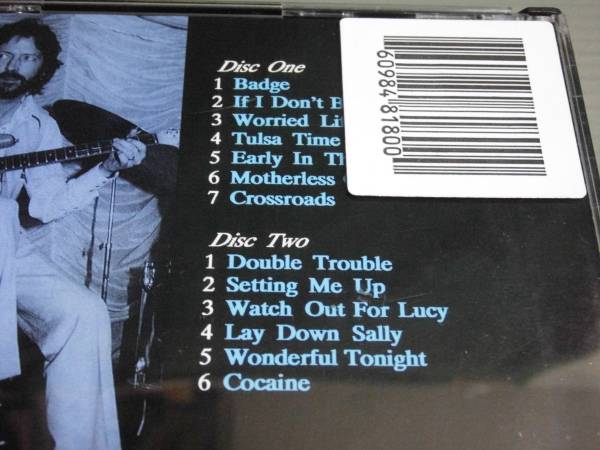 Disc One
1 Badge
2 If I Don't B
3 Worried Li
4 Tulsa Time
5 Early In Th
6 Motherless
7 Crossroads
60984 81800
Disc Two
1 Double Trouble
2 Setting Me Up
3 Watch Out For Lucy
4 Lay Down Sally
5 Wonderful Tonight
6 Cocaine